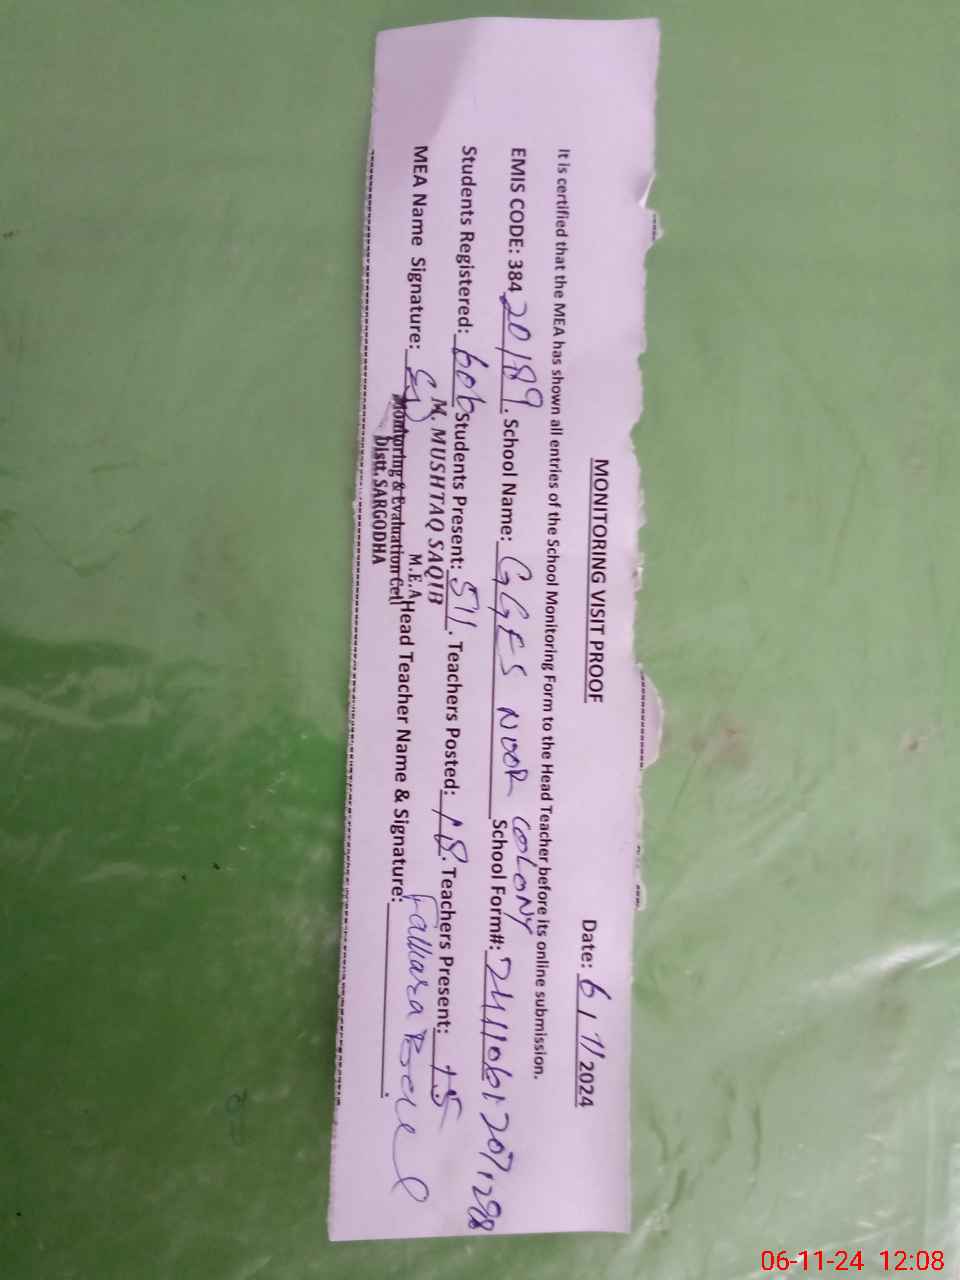 MONITORING VISIT PROOF
Date: 6/11/2024
It is certified that the MEA has shown all entries of the School Monitoring Form to the Head Teacher before its online submission.
EMIS CODE: 38420189. School Name: GGES NOOR COLONY School Form#: 24110612071298
Students Registered: 606 Students Present: 511. Teachers Posted: 18. Teachers Present: 15
MEA Name Signature: Head Teacher Name & Signature:
M. MUSHTAQ SAQIB
M.E.A
Monitoring & Evaluation Cell
Distt. SARGODHA
06-11-24 12:08